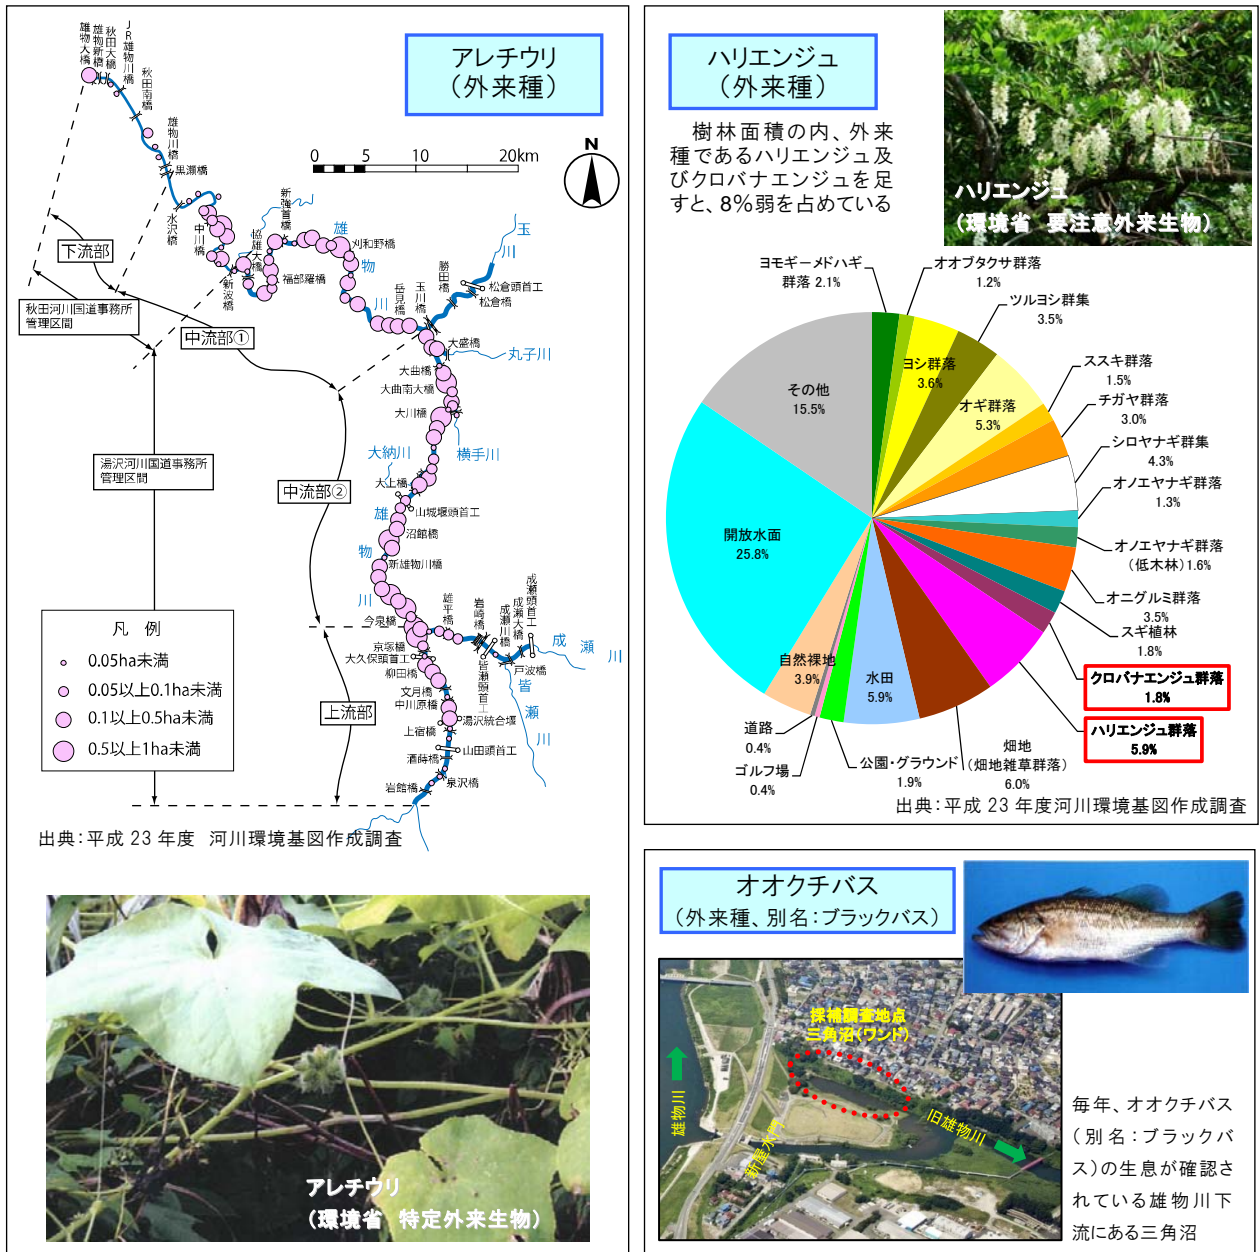 アレチウリ
（外来種）
雄物大橋
雄物新橋
秋田大橋
JR雄物川橋
秋田南橋
雄物川橋
黒瀬橋
水沢橋
中川橋
新波橋
協雄大橋
新強首橋
福部羅橋
刈和野橋
岳見橋
玉川橋
勝田橋
松倉頭首工
松倉橋
玉川
雄物川
0 5 10 20km
N
下流部
秋田河川国道事務所
管理区間
中流部①
大盛橋
丸子川
大曲橋
大曲南大橋
大川橋
横手川
大納川
大上橋
山城堰頭首工
湯沢河川国道事務所
管理区間
中流部②
雄物川
沼館橋
新雄物川橋
今泉橋
雄平橋
岩崎橋
成瀬川橋
成瀬大橋
成瀬頭首工
成瀬川
戸波橋
皆瀬頭首工
皆瀬川
京塚橋
大久保頭首工
柳田橋
文月橋
中川原橋
湯沢統合堰
上宿橋
山田頭首工
酒蒔橋
泉沢橋
岩館橋
上流部
凡 例
0.05ha未満
0.05以上0.1ha未満
0.1以上0.5ha未満
0.5以上1ha未満
出典：平成 23 年度 河川環境基図作成調査
アレチウリ
（環境省 特定外来生物）
ハリエンジュ
（外来種）
樹林面積の内、外来
種であるハリエンジュ及
びクロバナエンジュを足
すと、8％弱を占めている
ハリエンジュ
（環境省 要注意外来生物）
ヨモギーメドハギ
群落 2.1%
オオブタクサ群落
1.2%
ツルヨシ群集
3.5%
ヨシ群落
3.6%
オギ群落
5.3%
ススキ群落
1.5%
チガヤ群落
3.0%
シロヤナギ群集
4.3%
オノエヤナギ群落
1.3%
オノエヤナギ群落
（低木林）1.6%
オニグルミ群落
3.5%
スギ植林
1.8%
クロバナエンジュ群落
1.8%
ハリエンジュ群落
5.9%
畑地
（畑地雑草群落）
6.0%
水田
5.9%
公園・グラウンド
1.9%
ゴルフ場
0.4%
道路
0.4%
自然裸地
3.9%
開放水面
25.8%
その他
15.5%
出典：平成 23 年度河川環境基図作成調査
オオクチバス
（外来種、別名：ブラックバス）
採補調査地点
三角沼（ワンド）
雄物川
新屋水門
旧雄物川
毎年、オオクチバス
（別名：ブラックバ
ス）の生息が確認さ
れている雄物川下
流にある三角沼